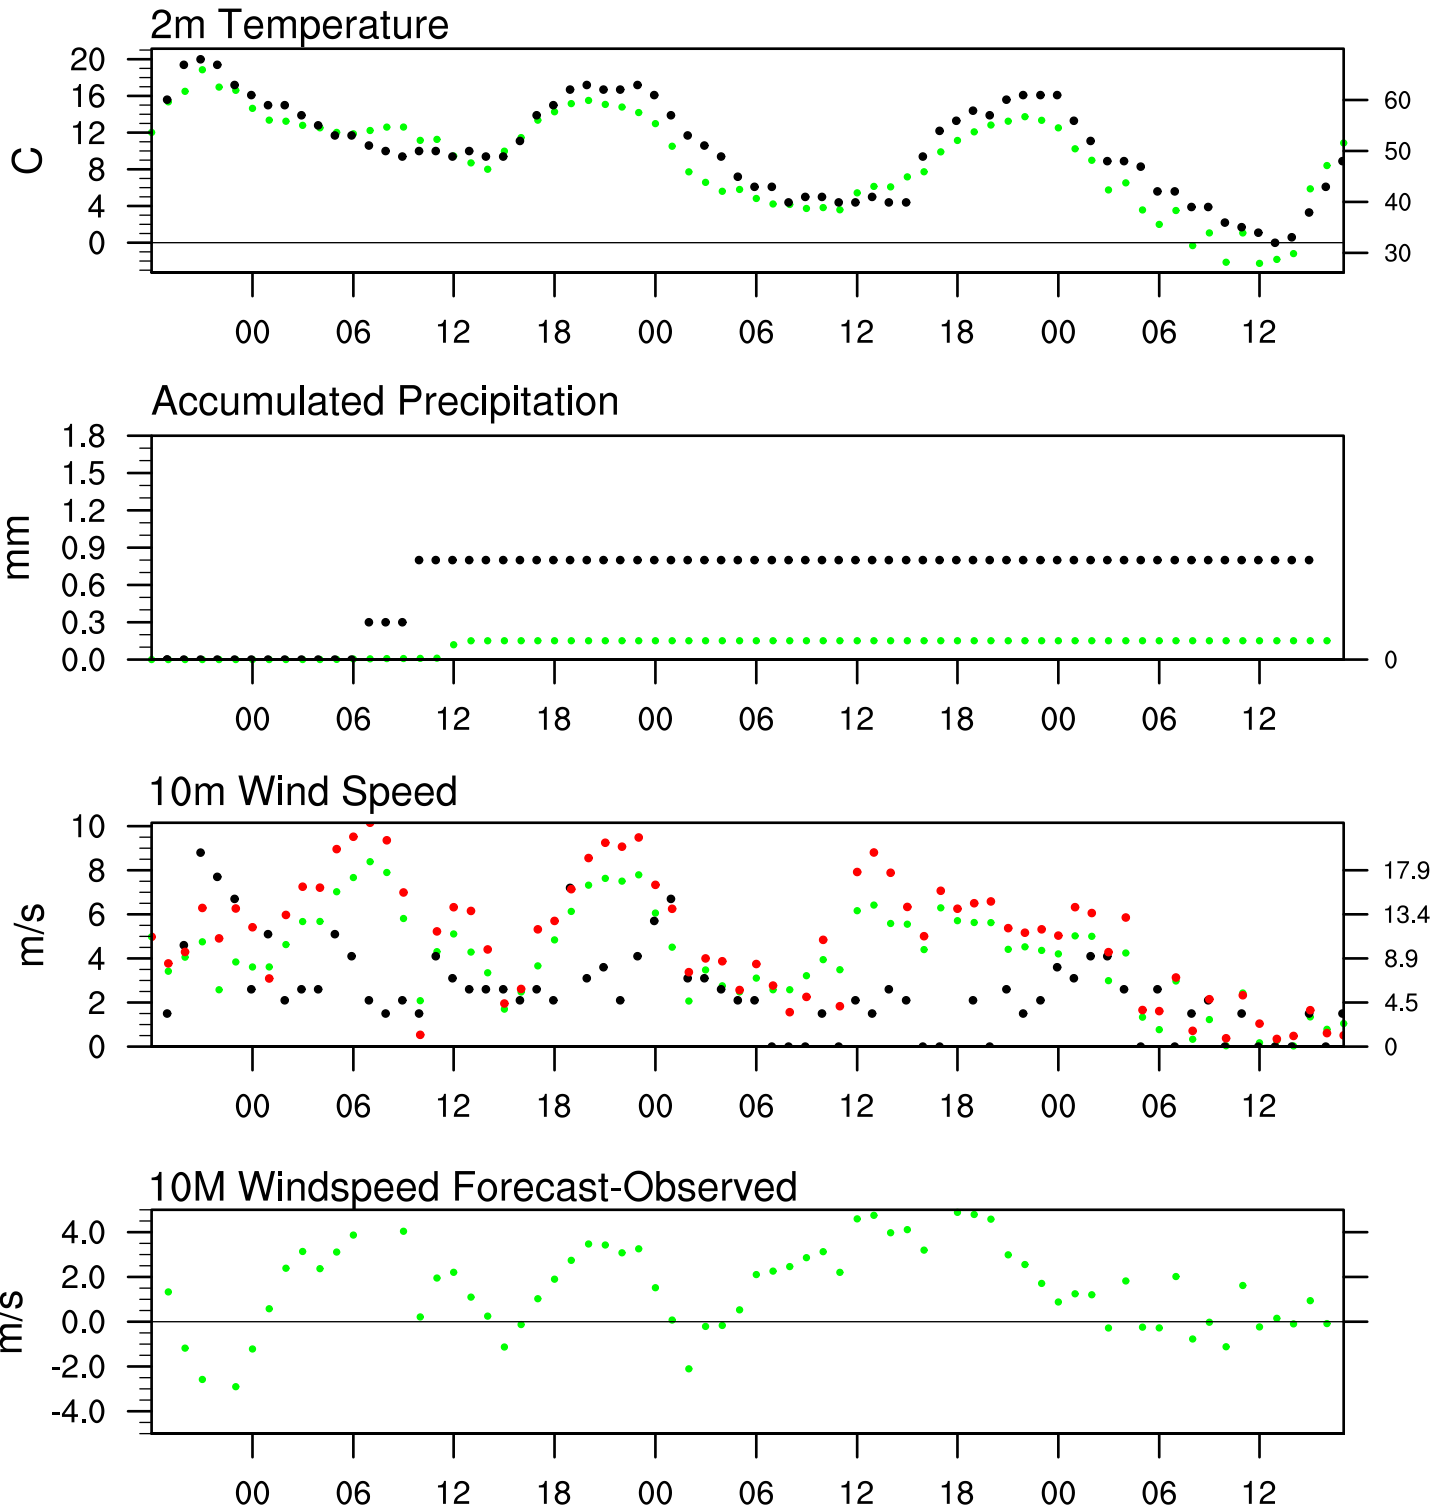 2m Temperature
20
16
12
8
4
0
C
60
50
40
30
00 06 12 18 00 06 12 18 00 06 12
Accumulated Precipitation
1.8
1.5
1.2
0.9
0.6
0.3
0.0
mm
0
00 06 12 18 00 06 12 18 00 06 12
10m Wind Speed
10
8
6
4
2
0
m/s
17.9
13.4
8.9
4.5
0
00 06 12 18 00 06 12 18 00 06 12
10M Windspeed Forecast-Observed
4.0
2.0
0.0
-2.0
-4.0
m/s
00 06 12 18 00 06 12 18 00 06 12